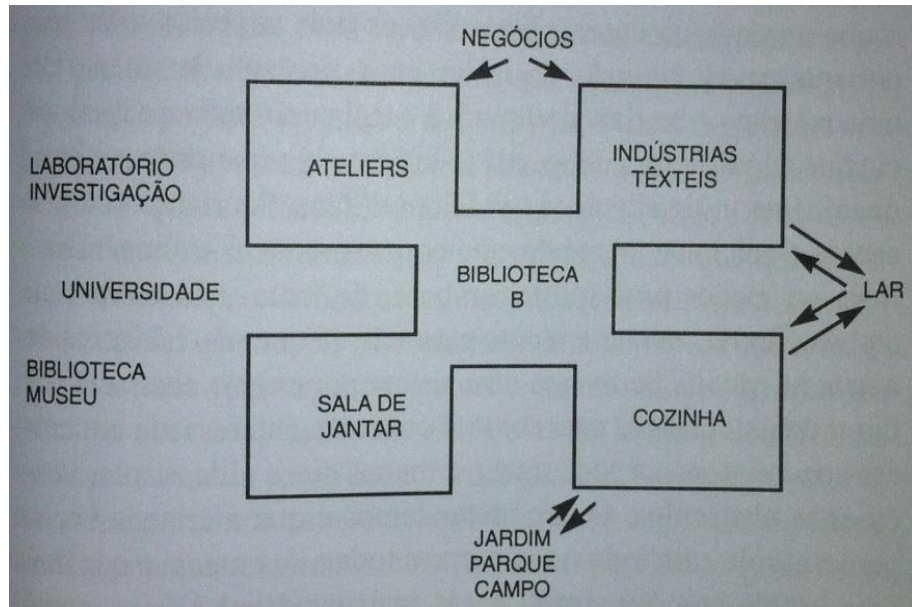 NEGÓCIOS
LABORATÓRIO
INVESTIGAÇÃO
ATELIERS
INDÚSTRIAS
TÊXTEIS
UNIVERSIDADE
BIBLIOTECA
B
LAR
BIBLIOTECA
MUSEU
SALA DE
JANTAR
COZINHA
JARDIM
PARQUE
CAMPO